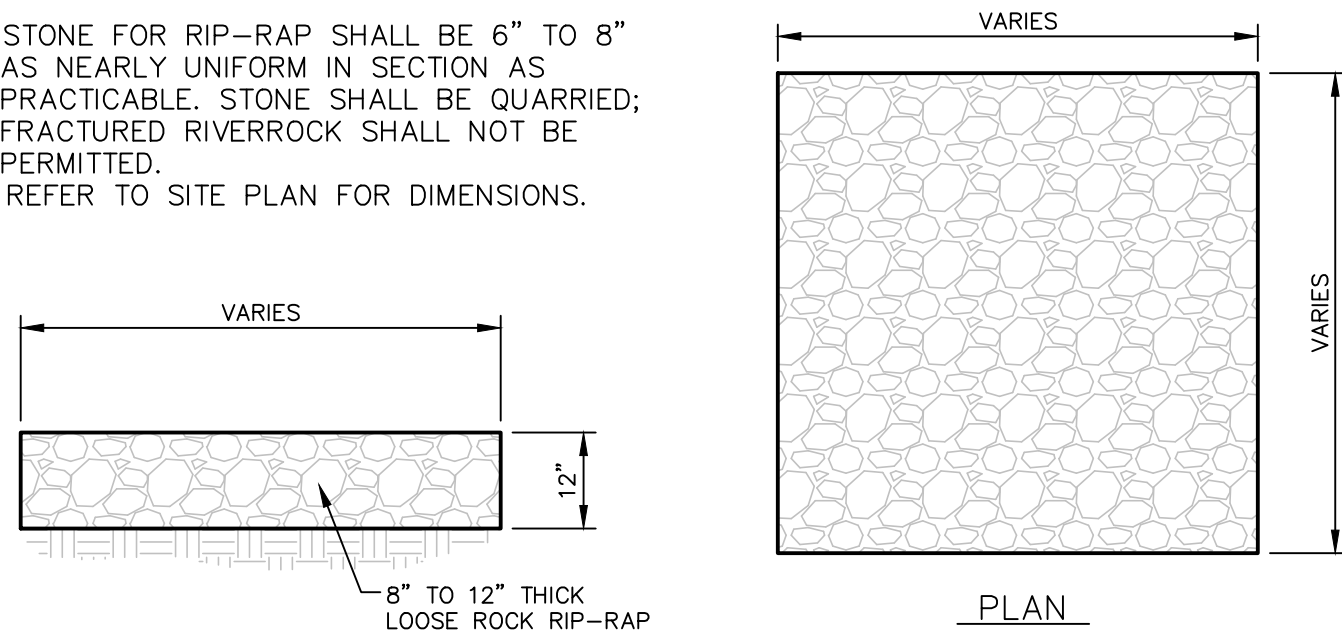 STONE FOR RIP-RAP SHALL BE 6" TO 8"
AS NEARLY UNIFORM IN SECTION AS
PRACTICABLE. STONE SHALL BE QUARRIED;
FRACTURED RIVERROCK SHALL NOT BE
PERMITTED.
REFER TO SITE PLAN FOR DIMENSIONS.
VARIES
12"
8" TO 12" THICK
LOOSE ROCK RIP-RAP
VARIES
VARIES
PLAN